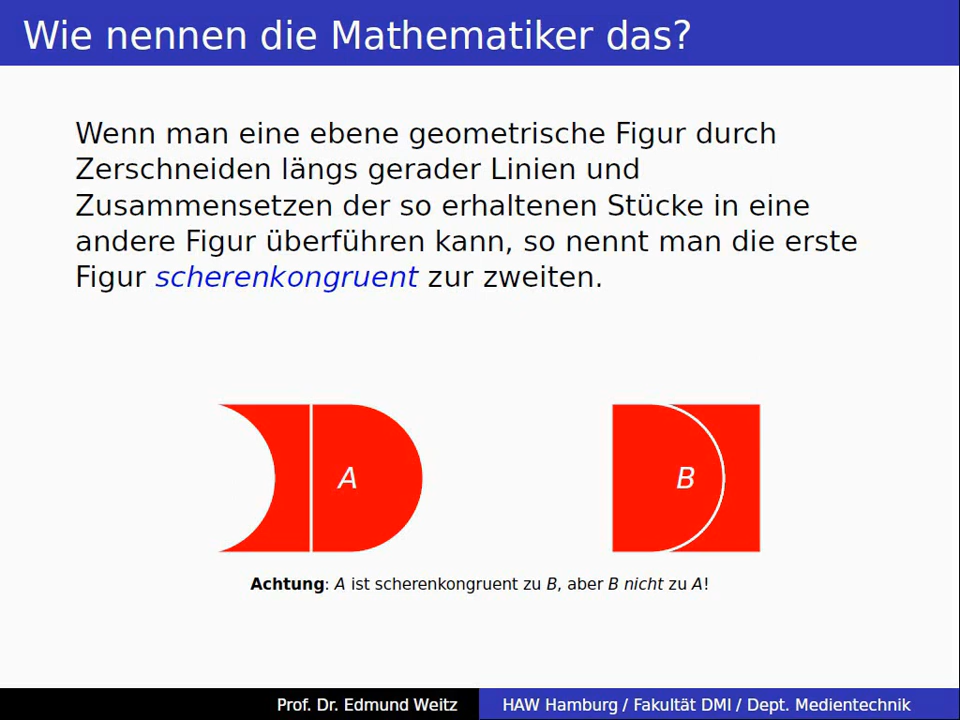 Wie nennen die Mathematiker das?
Wenn man eine ebene geometrische Figur durch
Zerschneiden längs gerader Linien und
Zusammensetzen der so erhaltenen Stücke in eine
andere Figur überführen kann, so nennt man die erste
Figur scherenkongruent zur zweiten.
A
B
Achtung: A ist scherenkongruent zu B, aber B nicht zu A!
Prof. Dr. Edmund Weitz
HAW Hamburg / Fakultät DMI / Dept. Medientechnik